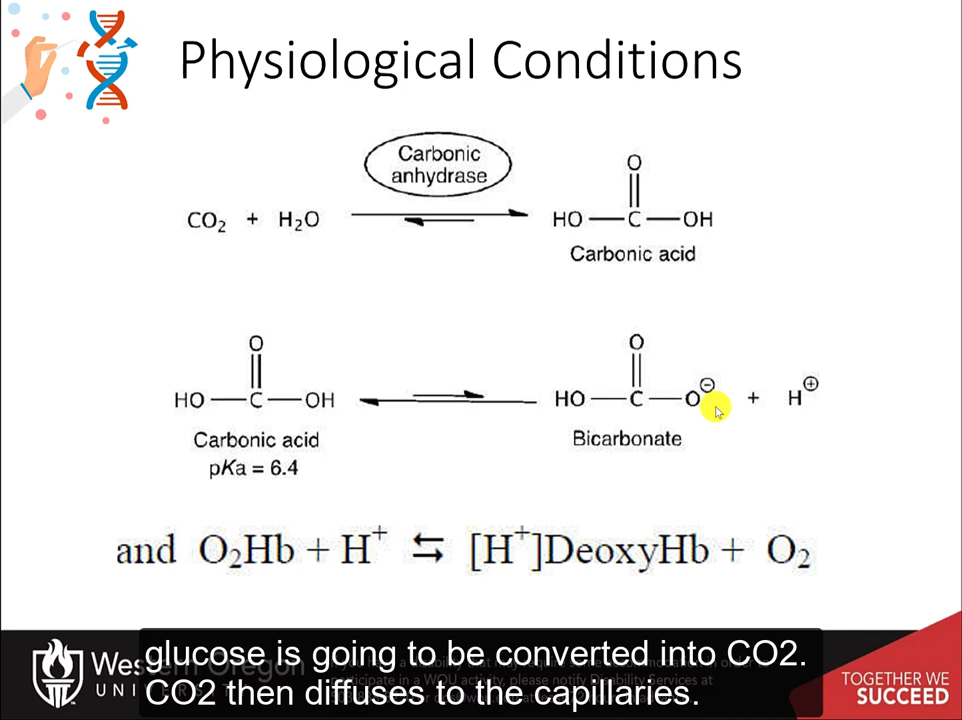 Physiological Conditions
Carbonic
anhydrase
O
CO2 + H2O
HO C OH
Carbonic acid
O
O
HO C OH
HO C O⊖ + H⊕
Carbonic acid
Bicarbonate
pKa = 6.4
and O2Hb + H+ ⇆ [H+]DeoxyHb + O2
glucose is going to be converted into CO2.
CO2 then diffuses to the capillaries.
TOGETHER WE
SUCCEED